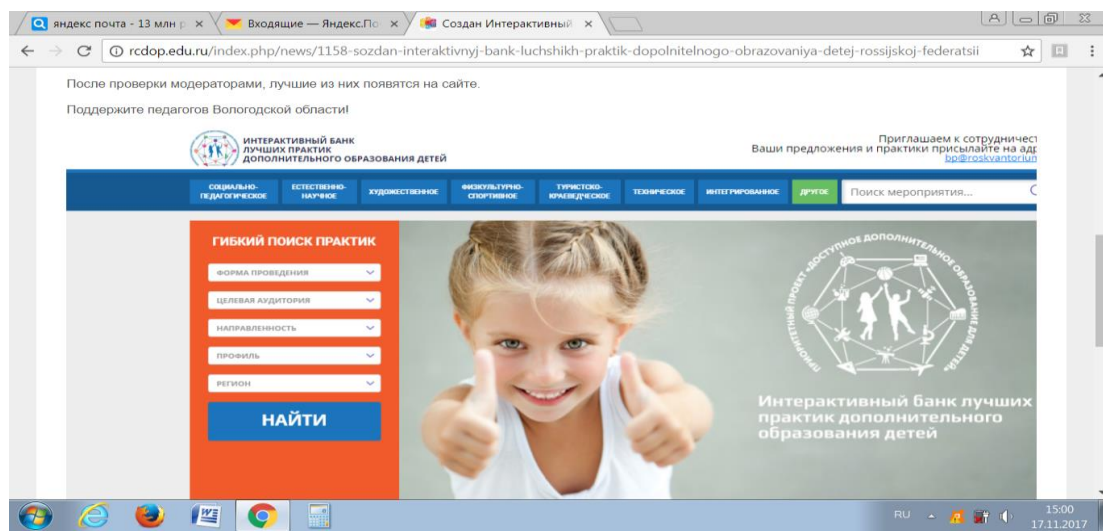 яндекс почта - 13 млн р
Входящие — Яндекс.По
Создан Интерактивный
rcdop.edu.ru/index.php/news/1158-sozdan-interaktivnyj-bank-luchshikh-praktik-dopolnitelnogo-obrazovaniya-detej-rossijskoj-federatsii
После проверки модераторами, лучшие из них появятся на сайте.
Поддержите педагогов Вологодской области!
ИНТЕРАКТИВНЫЙ БАНК
ЛУЧШИХ ПРАКТИК
ДОПОЛНИТЕЛЬНОГО ОБРАЗОВАНИЯ ДЕТЕЙ
Приглашаем к сотрудничест
Ваши предложения и практики присылайте на адр
bp@roskvantorium
СОЦИАЛЬНО-
ПЕДАГОГИЧЕСКОЕ
ЕСТЕСТВЕННО-
НАУЧНОЕ
ХУДОЖЕСТВЕННОЕ
ФИЗКУЛЬТУРНО-
СПОРТИВНОЕ
ТУРИСТСКО-
КРАЕВЕДЧЕСКОЕ
ТЕХНИЧЕСКОЕ
ИНТЕГРИРОВАННОЕ
ДРУГОЕ
Поиск мероприятия...
ГИБКИЙ ПОИСК ПРАКТИК
ФОРМА ПРОВЕДЕНИЯ
ЦЕЛЕВАЯ АУДИТОРИЯ
НАПРАВЛЕННОСТЬ
ПРОФИЛЬ
РЕГИОН
НАЙТИ
ПРИОРИТЕТНЫЙ ПРОЕКТ «ДОСТУПНОЕ ДОПОЛНИТЕЛЬНОЕ ОБРАЗОВАНИЕ ДЛЯ ДЕТЕЙ»
Интерактивный банк лучших
практик дополнительного
образования детей
RU
15:00
17.11.2017